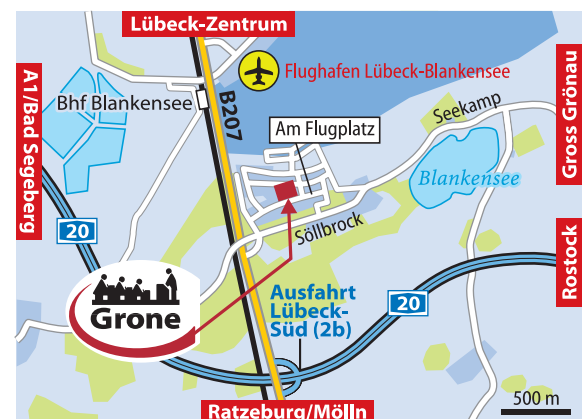 Lübeck-Zentrum
Flughafen Lübeck-Blankensee
A1/Bad Segeberg
Bhf Blankensee
B207
Am Flugplatz
Seekamp
Gross Grönau
Blankensee
Söllbrock
20
Grone
Ausfahrt
Lübeck-
Süd (2b)
20
Rostock
500 m
Ratzeburg/Mölln